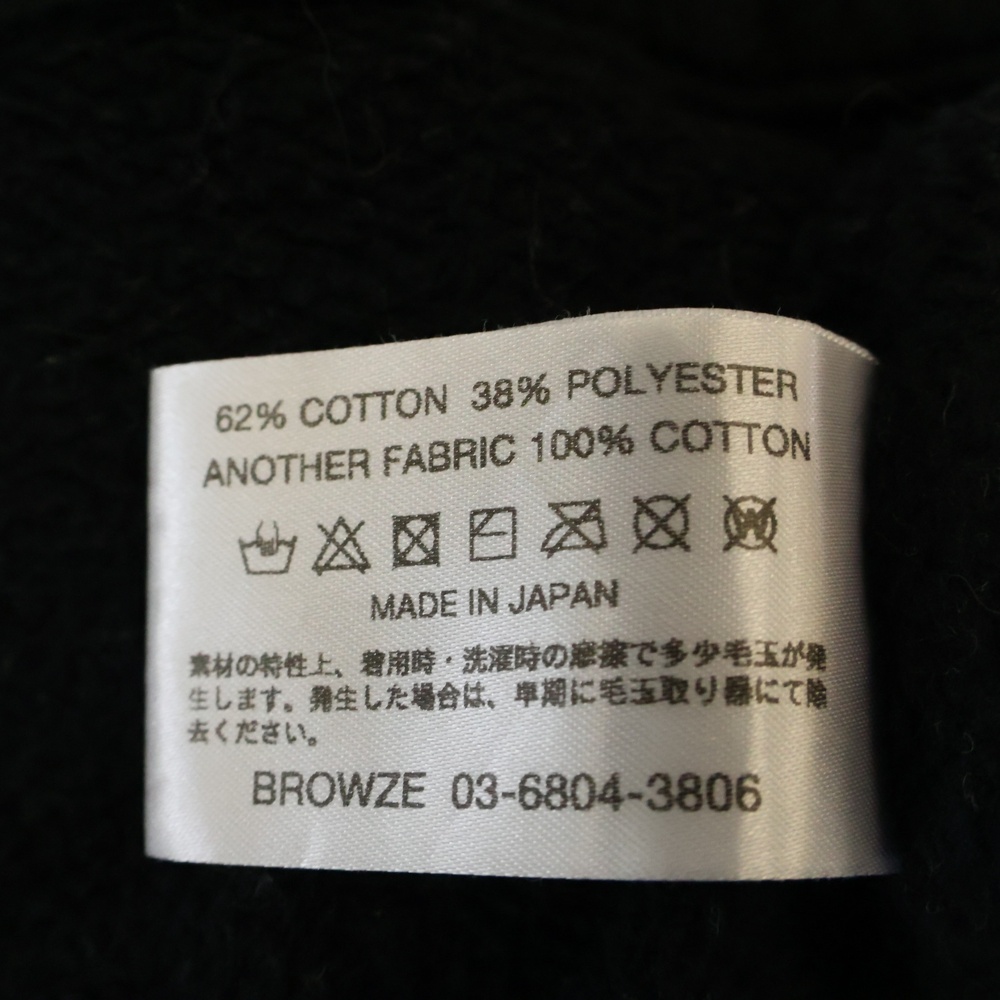 62% COTTON 38% POLYESTER
ANOTHER FABRIC 100% COTTON
MADE IN JAPAN
素材の特性上、着用時・洗濯時の摩擦で多少毛玉が発
生します。発生した場合は、早期に毛玉取り器にて除
去ください。
BROWZE 03-6804-3806